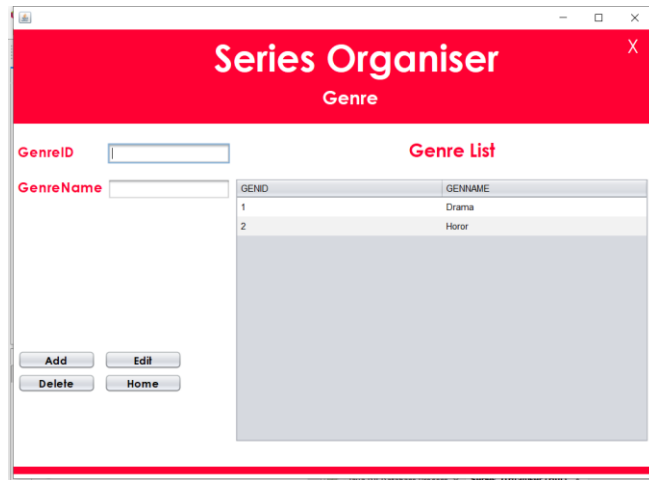 Series Organiser
X
Genre
GenreID
Genre List
GenreName
GENID GENNAME
1 Drama
2 Horor
Add Edit
Delete Home